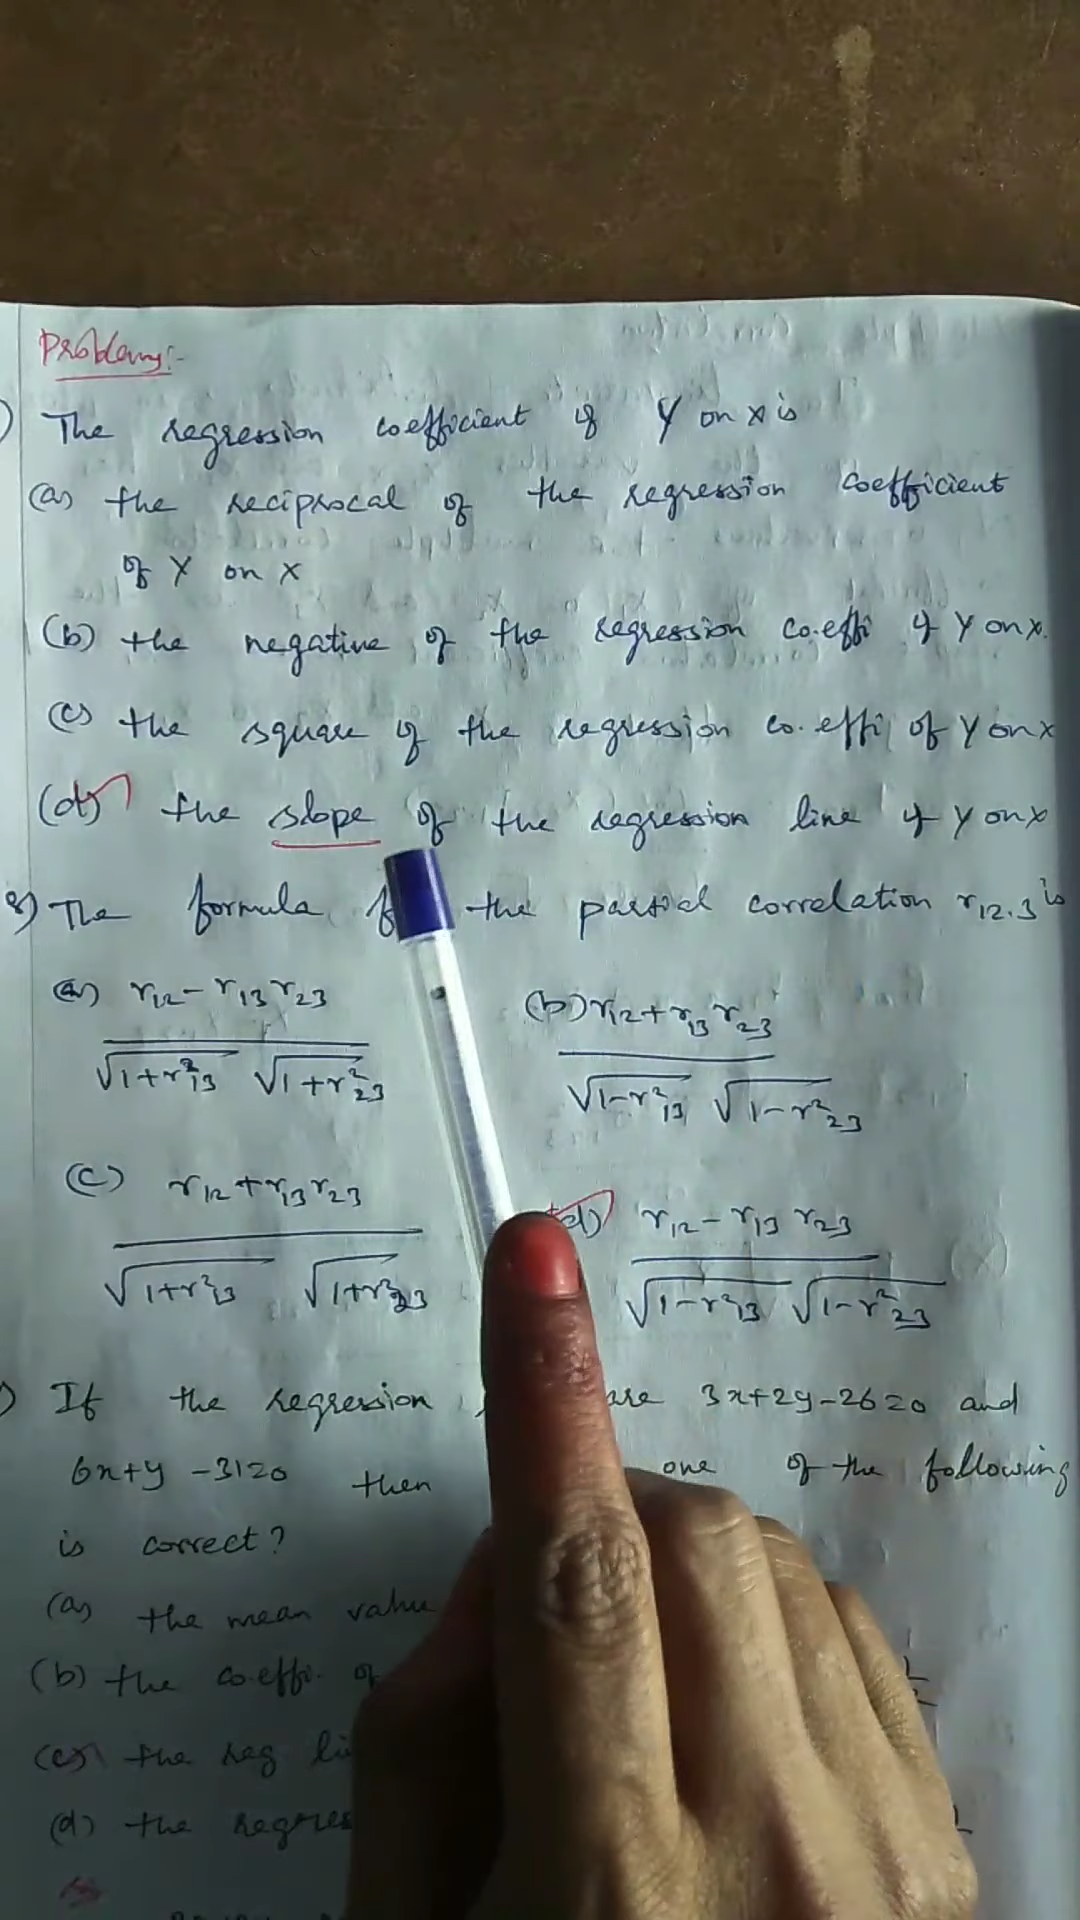 Problems:-
The regression coefficient of Y on x is
(a) the reciprocal of the regression coefficient
of Y on X
(b) the negative of the regression co.effi of Y on x.
(c) the square of the regression co.effi of Y on x
(d) the slope of the regression line of Y on x
The formula the partial correlation r12.3 is
(a) r12 - r13 r23 / √1+r²13 √1+r²23
(b) r12 + r13 r23 / √1-r²13 √1-r²23
(c) r12 + r13 r23 / √1+r²13 √1+r²23
(d) r12 - r13 r23 / √1-r²13 √1-r²23
If the regression are 3x+2y-26=0 and
6x+y-31=0 then one of the following
is correct?
(a) the mean value
(b) the co.effi. of
(c) the reg
(d) the